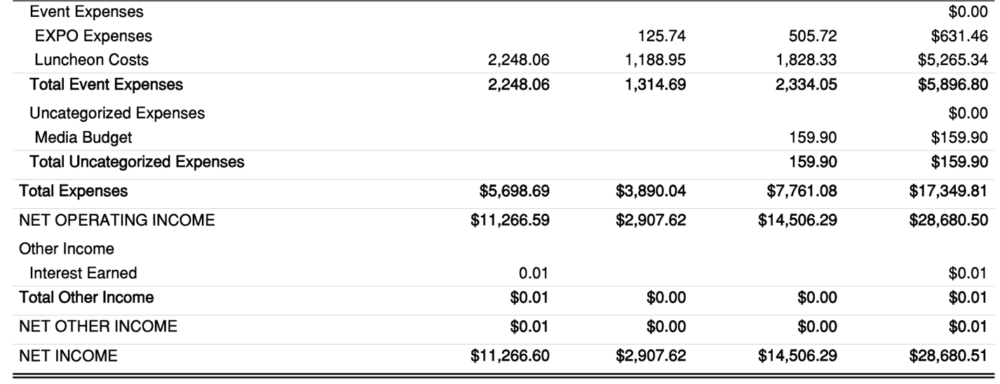 Event Expenses $0.00
EXPO Expenses 125.74 505.72 $631.46
Luncheon Costs 2,248.06 1,188.95 1,828.33 $5,265.34
Total Event Expenses 2,248.06 1,314.69 2,334.05 $5,896.80
Uncategorized Expenses $0.00
Media Budget 159.90 $159.90
Total Uncategorized Expenses 159.90 $159.90
Total Expenses $5,698.69 $3,890.04 $7,761.08 $17,349.81
NET OPERATING INCOME $11,266.59 $2,907.62 $14,506.29 $28,680.50
Other Income
Interest Earned 0.01 $0.01
Total Other Income $0.01 $0.00 $0.00 $0.01
NET OTHER INCOME $0.01 $0.00 $0.00 $0.01
NET INCOME $11,266.60 $2,907.62 $14,506.29 $28,680.51